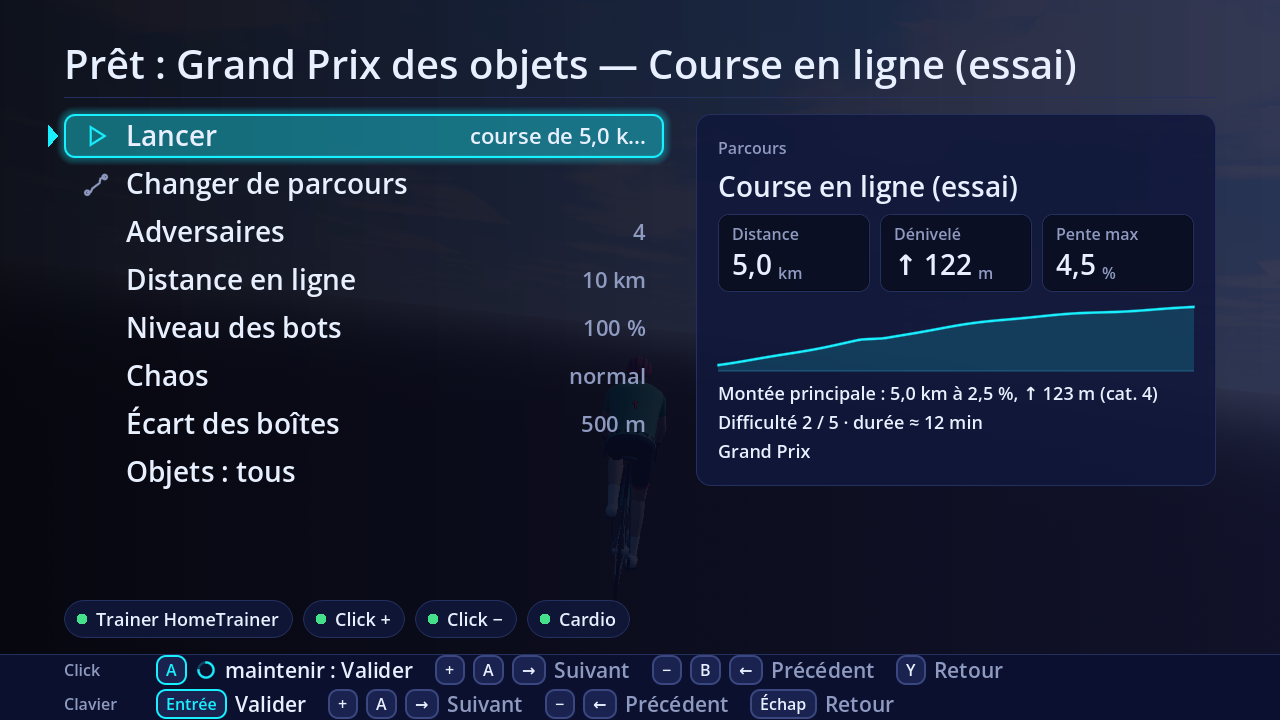 Prêt : Grand Prix des objets — Course en ligne (essai)
Lancer course de 5,0 k...
Changer de parcours
Adversaires 4
Distance en ligne 10 km
Niveau des bots 100 %
Chaos normal
Écart des boîtes 500 m
Objets : tous
Parcours
Course en ligne (essai)
Distance Dénivelé Pente max
5,0 km ↑ 122 m 4,5 %
Montée principale : 5,0 km à 2,5 %, ↑ 123 m (cat. 4)
Difficulté 2 / 5 · durée ≈ 12 min
Grand Prix
Trainer HomeTrainer Click + Click − Cardio
Click A maintenir : Valider + A → Suivant − B ← Précédent Y Retour
Clavier Entrée Valider + A → Suivant − ← Précédent Échap Retour